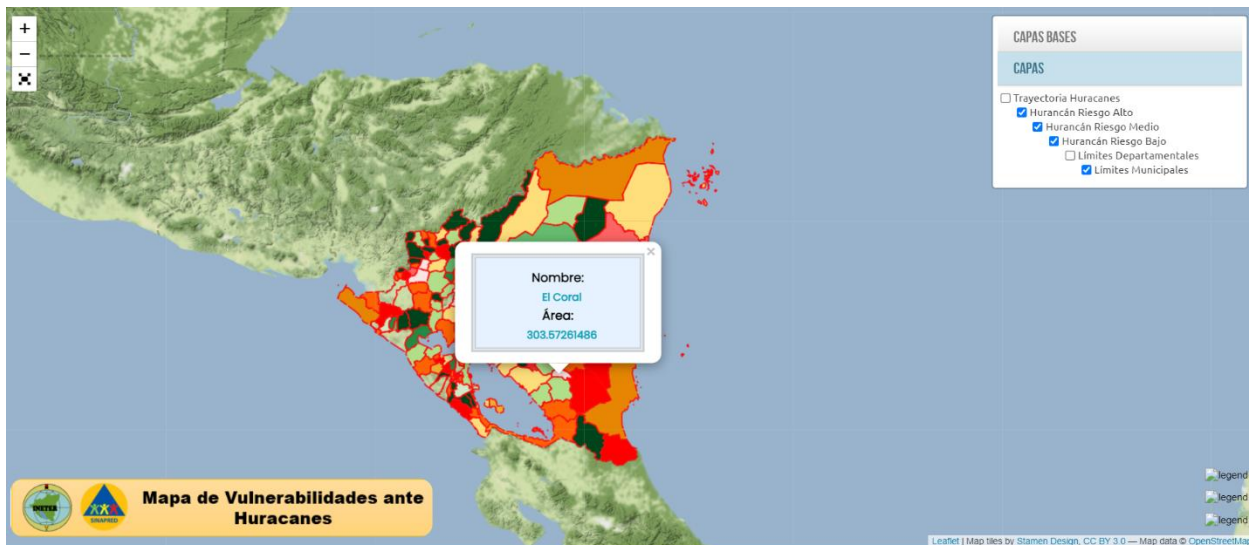 +
−
CAPAS BASES
CAPAS
Trayectoria Huracanes
Hurancán Riesgo Alto
Hurancán Riesgo Medio
Hurancán Riesgo Bajo
Límites Departamentales
Limites Municipales
×
Nombre:
El Coral
Área:
303.57261486
INETER
SINAPRED
Mapa de Vulnerabilidades ante
Huracanes
legend
legend
legend
Leaflet | Map tiles by Stamen Design, CC BY 3.0 — Map data © OpenStreetMap